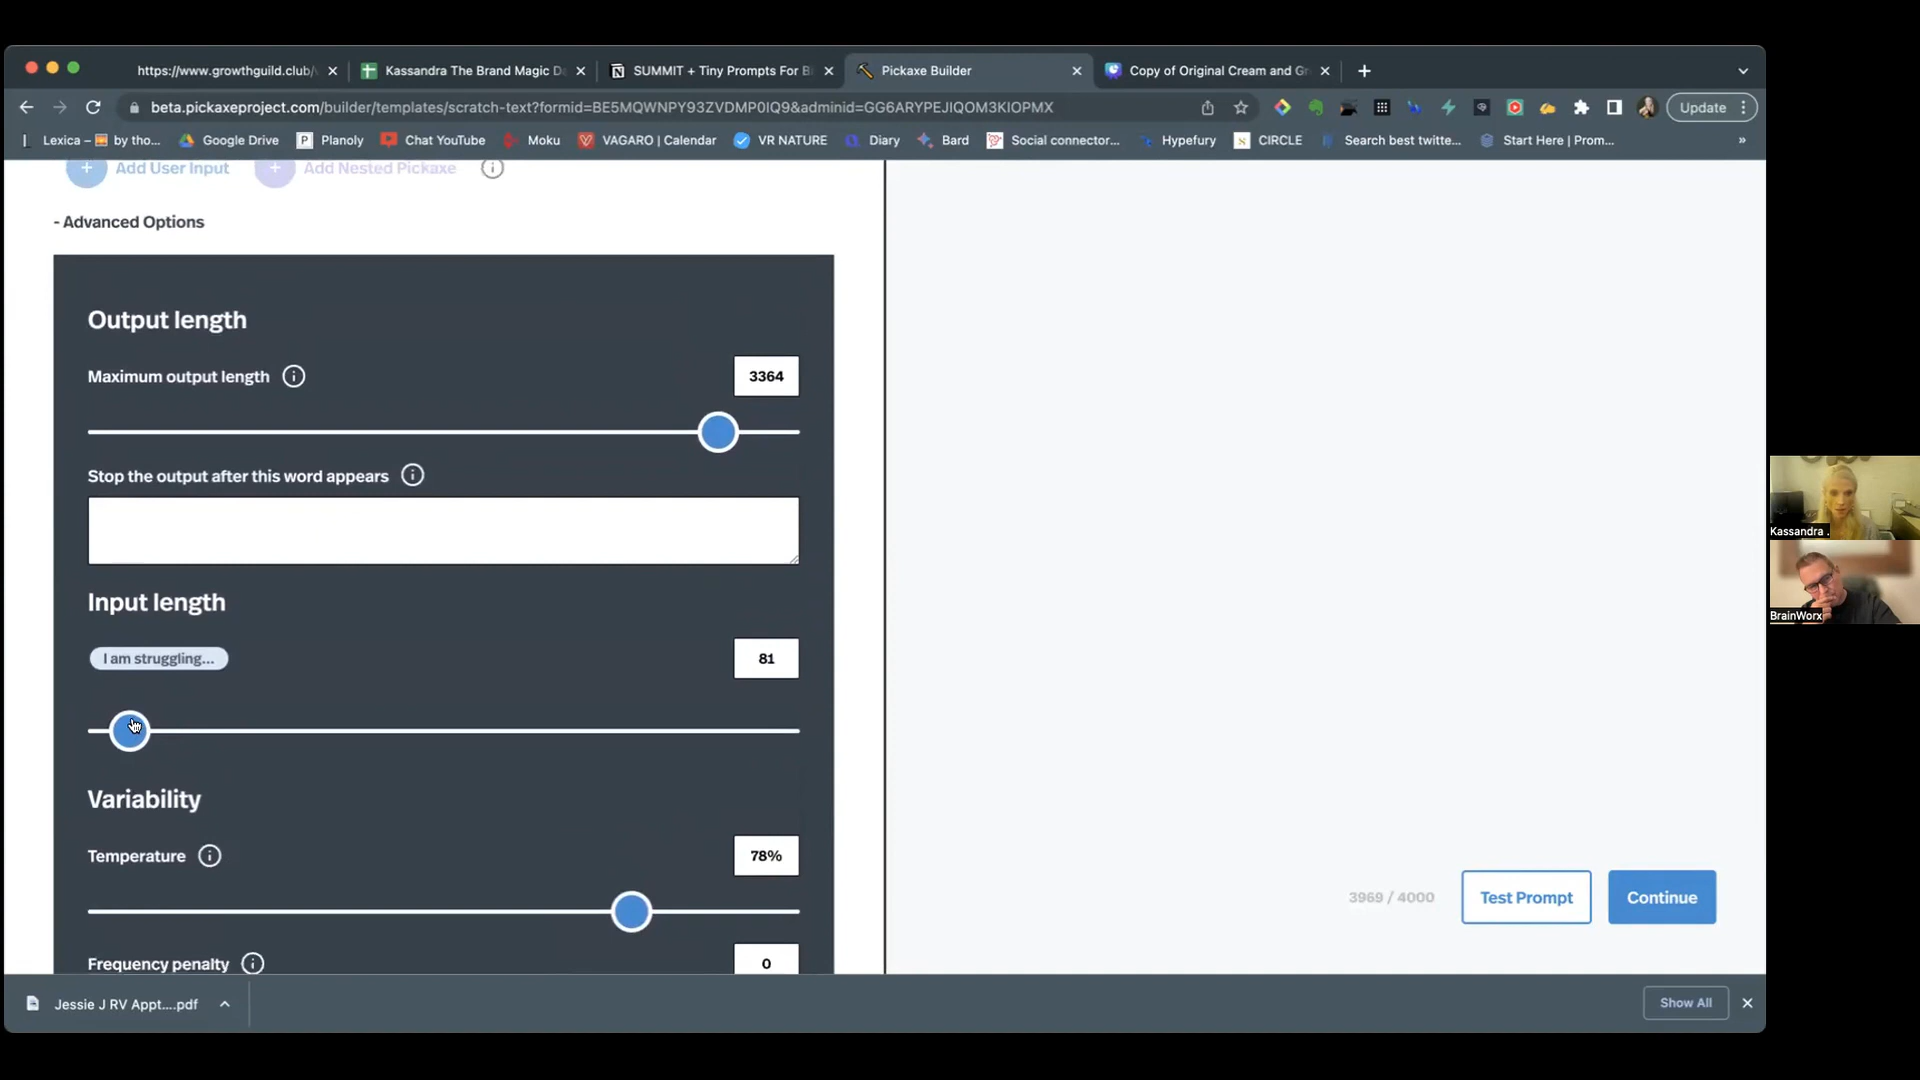 https://www.growthguild.club/
Kassandra The Brand Magic D
SUMMIT + Tiny Prompts For B
Pickaxe Builder
Copy of Original Cream and Gr
beta.pickaxeproject.com/builder/templates/scratch-text?formid=BE5MQWNPY93ZVDMP0IQ9&adminid=GG6ARYPEJIQOM3KIOPMX
Update
Lexica – by tho...
Google Drive
Planoly
Chat YouTube
Moku
VAGARO | Calendar
VR NATURE
Diary
Bard
Social connector...
Hypefury
CIRCLE
Search best twitte...
Start Here | Prom...
»
+ Add User Input
+ Add Nested Pickaxe
- Advanced Options
Output length
Maximum output length
3364
Stop the output after this word appears
Input length
I am struggling...
81
Variability
Temperature
78%
Frequency penalty
0
3969 / 4000
Test Prompt
Continue
Kassandra .
BrainWorx
Jessie J RV Appt....pdf
Show All